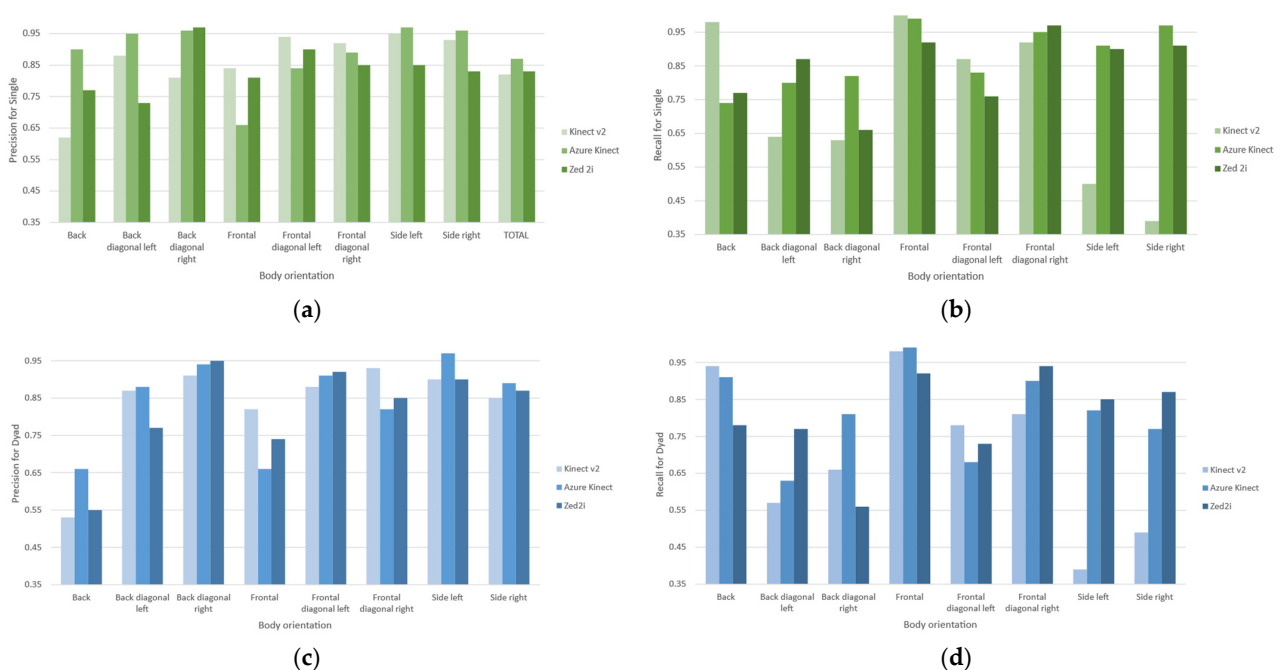 Precision for Single
0.95
0.85
0.75
0.65
0.55
0.45
0.35
Back
Back
diagonal left
Back
diagonal
right
Frontal
Frontal
diagonal left
Frontal
diagonal
right
Side left
Side right
TOTAL
Body orientation
Kinect v2
Azure Kinect
Zed 2i
(a)
Recall for Single
0.95
0.85
0.75
0.65
0.55
0.45
0.35
Back
Back diagonal
left
Back diagonal
right
Frontal
Frontal
diagonal left
Frontal
diagonal right
Side left
Side right
Body orientation
Kinect v2
Azure Kinect
Zed 2i
(b)
Precision for Dyad
0.95
0.85
0.75
0.65
0.55
0.45
0.35
Back
Back diagonal
left
Back diagonal
right
Frontal
Frontal
diagonal left
Frontal
diagonal right
Side left
Side right
Body orientation
Kinect v2
Azure Kinect
Zed2i
(c)
Recall for Dyad
0.95
0.85
0.75
0.65
0.55
0.45
0.35
Back
Back diagonal
left
Back diagonal
right
Frontal
Frontal
diagonal left
Frontal
diagonal right
Side left
Side right
Body orientation
Kinect v2
Azure Kinect
Zed2i
(d)